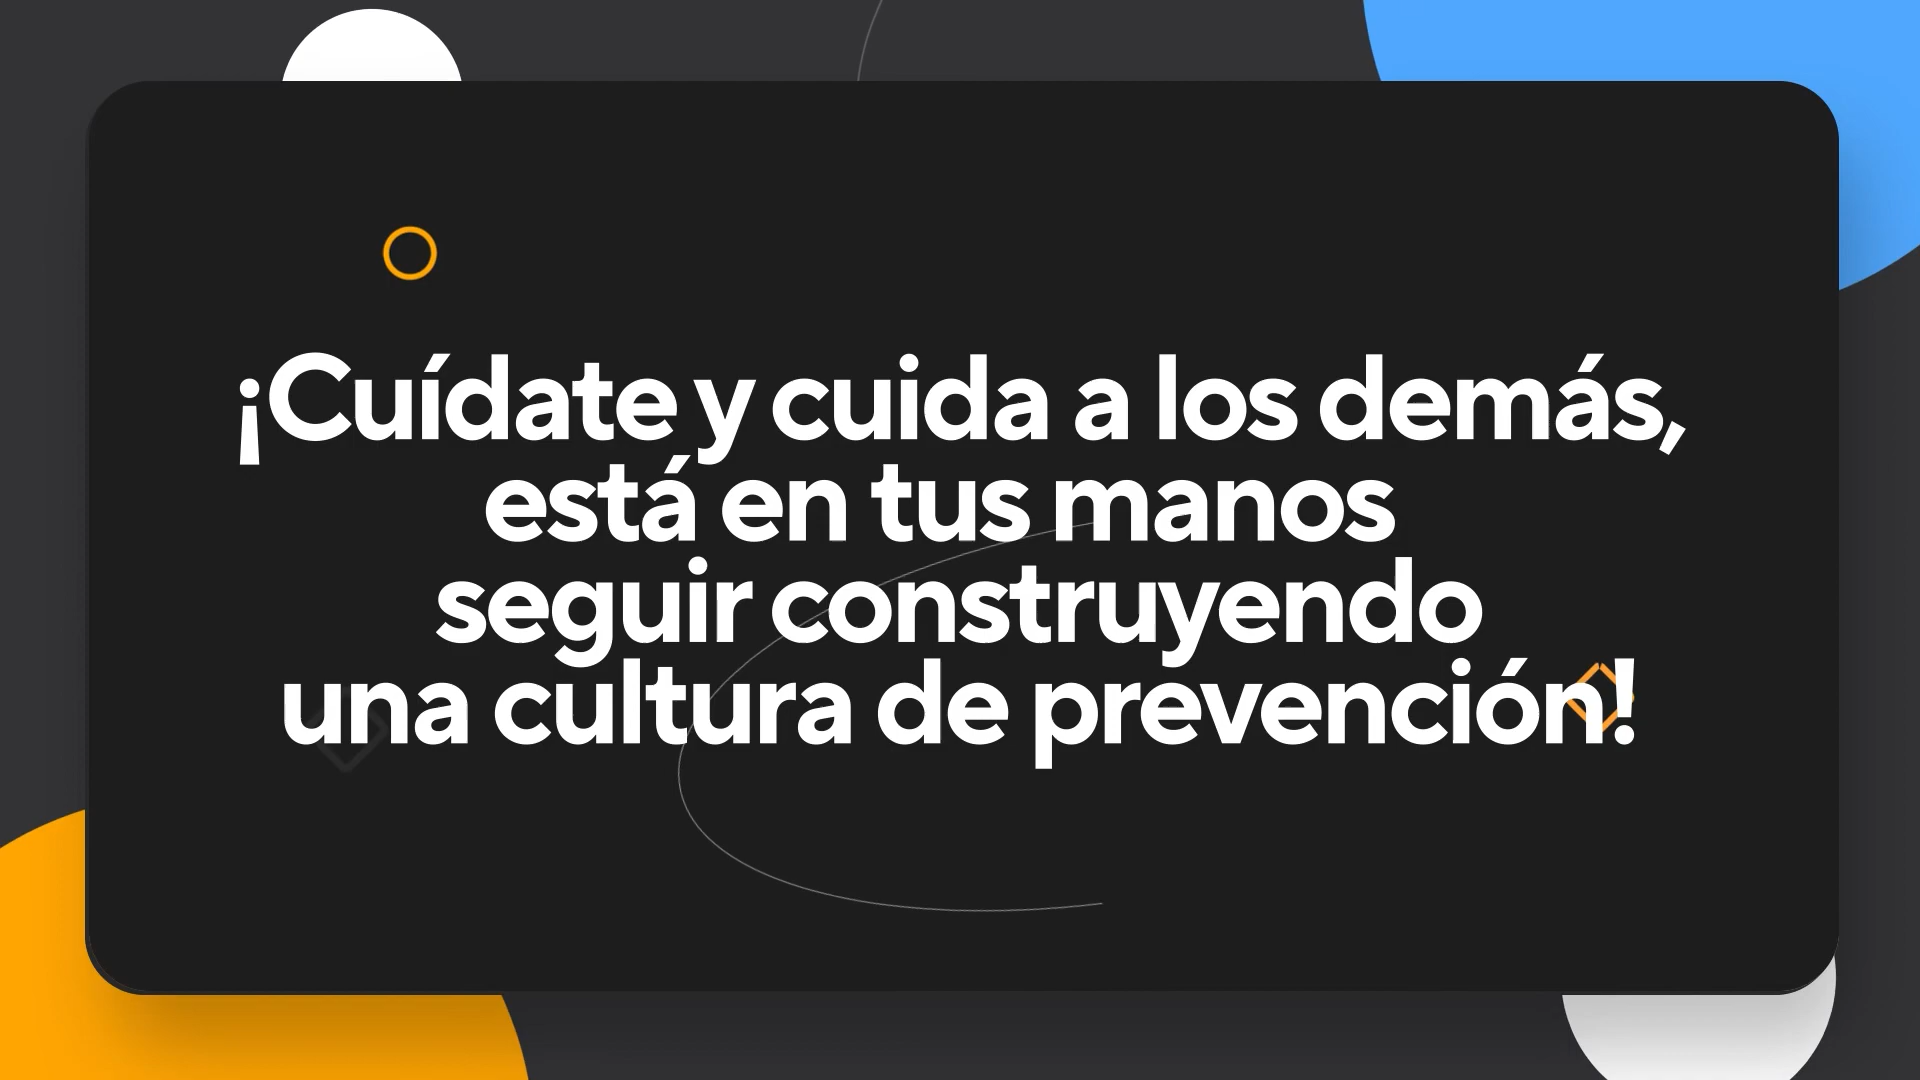 ¡Cuídate y cuida a los demás,
está en tus manos
seguir construyendo
una cultura de prevención!